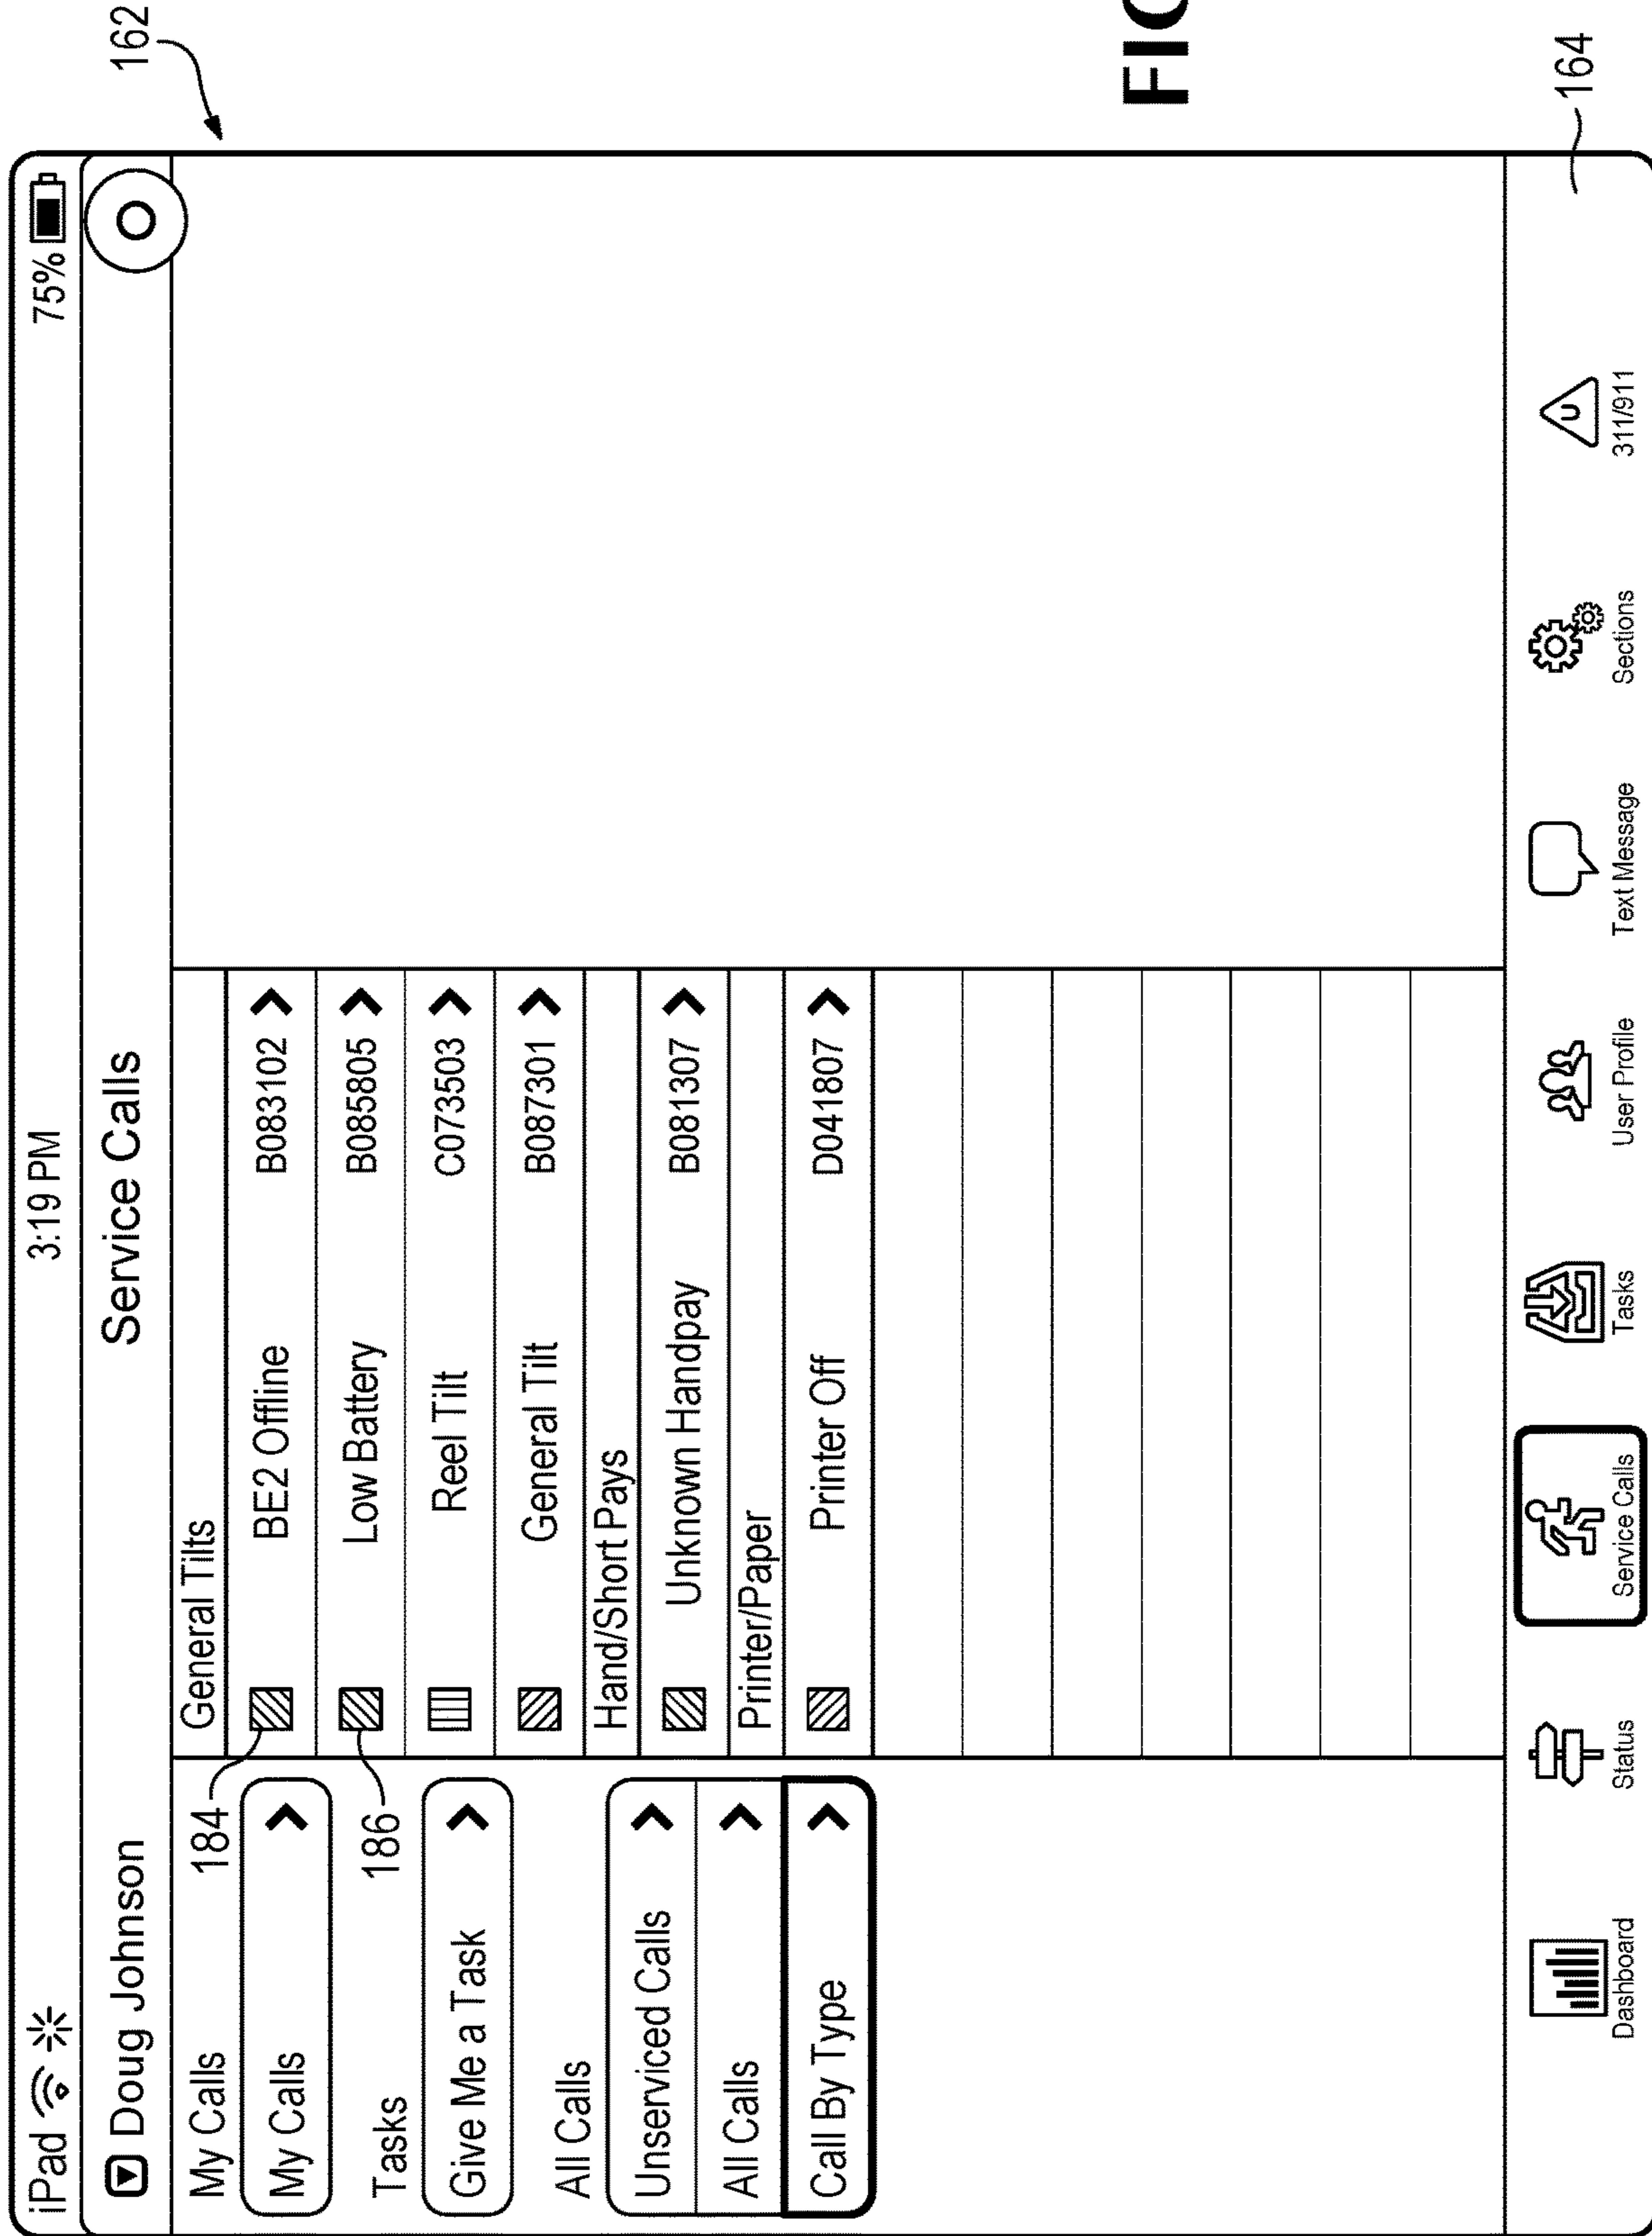 iPad 3:19 PM 75%
Doug Johnson Service Calls
162
My Calls
My Calls
Tasks
Give Me a Task
All Calls
Unserviced Calls
All Calls
Call By Type
184
186
General Tilts
BE2 Offline B083102
Low Battery B085805
Reel Tilt C073503
General Tilt B087301
Hand/Short Pays
Unknown Handpay B081307
Printer/Paper
Printer Off D041807
Dashboard
Status
Service Calls
Tasks
User Profile
Text Message
Sections
311/911
164